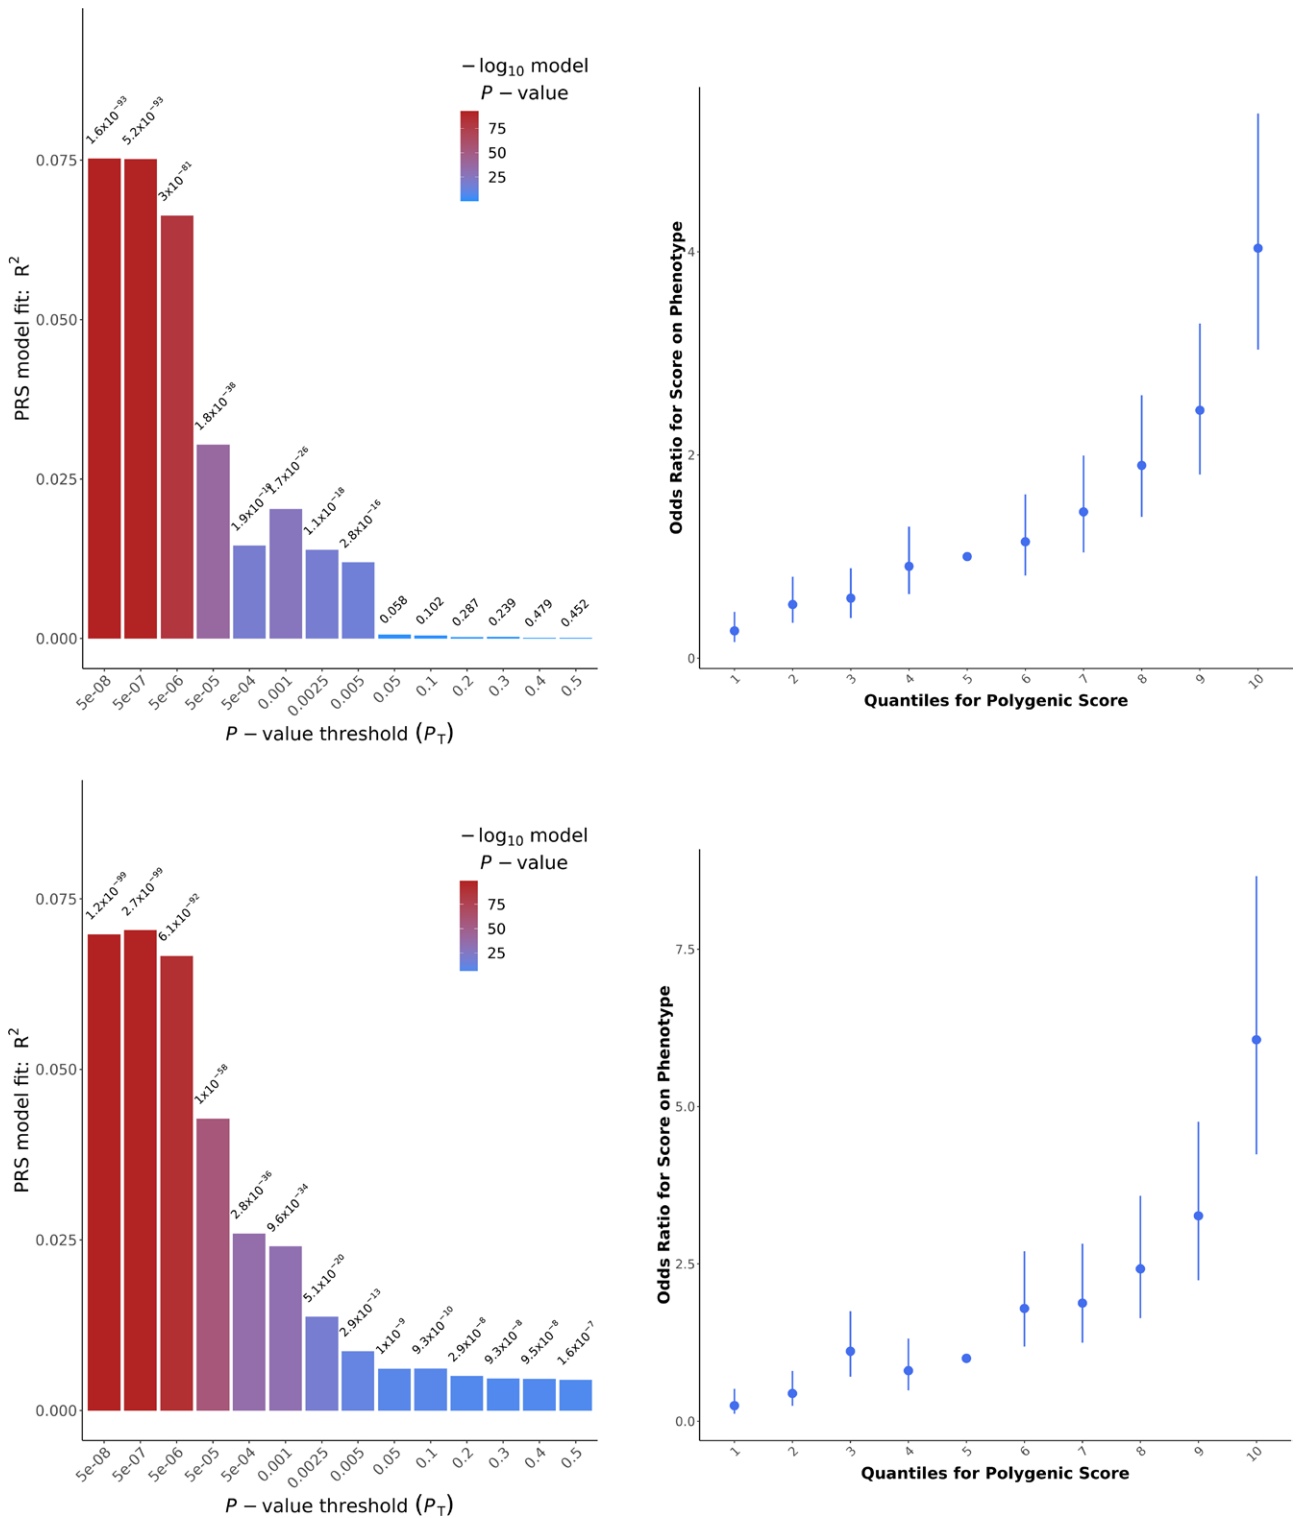 − log₁₀ model
P − value
75
50
25
1.6x10⁻⁹³
5.2x10⁻⁹³
3x10⁻⁸¹
1.8x10⁻³⁸
1.9x10⁻¹⁹
1.7x10⁻²⁶
1.1x10⁻¹⁸
2.8x10⁻¹⁶
0.058
0.102
0.287
0.239
0.479
0.452
PRS model fit: R²
0.075
0.050
0.025
0.000
5e-08
5e-07
5e-06
5e-05
5e-04
0.001
0.0025
0.005
0.05
0.1
0.2
0.3
0.4
0.5
P − value threshold (P_T)
Odds Ratio for Score on Phenotype
4
2
0
1
2
3
4
5
6
7
8
9
10
Quantiles for Polygenic Score
− log₁₀ model
P − value
75
50
25
1.2x10⁻⁹⁹
2.7x10⁻⁹⁹
6.1x10⁻⁹²
1x10⁻⁵⁸
2.8x10⁻³⁶
9.6x10⁻³⁴
5.1x10⁻²⁰
2.9x10⁻¹³
1x10⁻⁹
9.3x10⁻¹⁰
2.9x10⁻⁸
9.3x10⁻⁸
9.5x10⁻⁸
1.6x10⁻⁷
PRS model fit: R²
0.075
0.050
0.025
0.000
5e-08
5e-07
5e-06
5e-05
5e-04
0.001
0.0025
0.005
0.05
0.1
0.2
0.3
0.4
0.5
P − value threshold (P_T)
Odds Ratio for Score on Phenotype
7.5
5.0
2.5
0.0
1
2
3
4
5
6
7
8
9
10
Quantiles for Polygenic Score